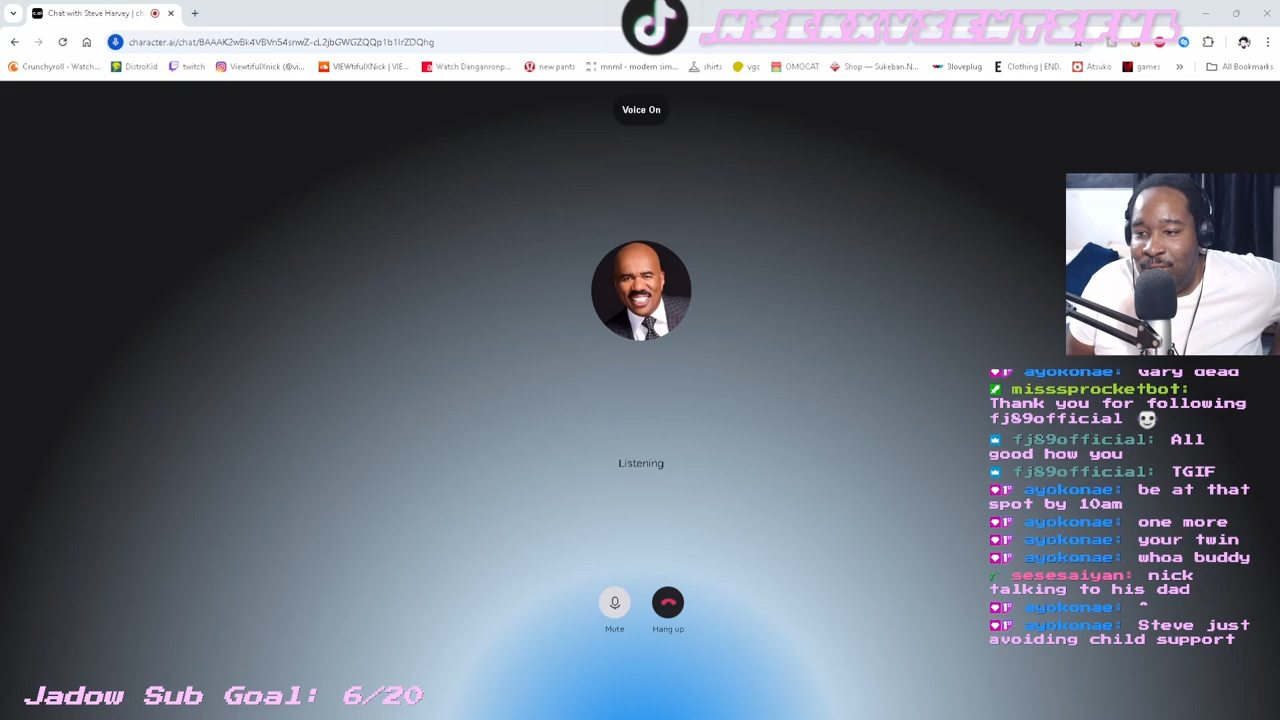 Chat with Steve Harvey | ch
character.ai/chat/
Crunchyroll - Watch...
DistroKid
twitch
ViewtifulXNick (@vi...
VIEWtifulXNick | VIE...
Watch Danganronp...
new pants
mnml - modern sim...
shirts
vgc
OMOCAT
Shop — Sukeban.N...
3loveplug
Clothing | END.
Atsuko
games
All Bookmarks
Voice On
Listening
Mute
Hang up
ayokonae: Gary dead
misssprocketbot:
Thank you for following
fj89official
fj89official: All
good how you
fj89official: TGIF
ayokonae: be at that
spot by 10am
ayokonae: one more
ayokonae: your twin
ayokonae: whoa buddy
sesesaiyan: nick
talking to his dad
ayokonae: ^
ayokonae: Steve just
avoiding child support
Jadow Sub Goal: 6/20